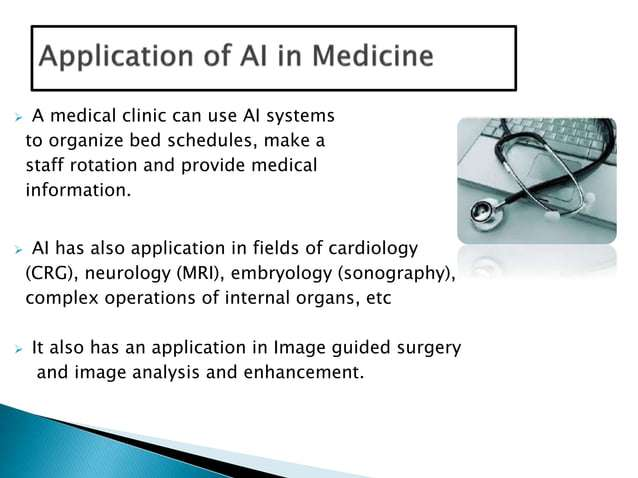 Application of AI in Medicine
A medical clinic can use AI systems
to organize bed schedules, make a
staff rotation and provide medical
information.
AI has also application in fields of cardiology
(CRG), neurology (MRI), embryology (sonography),
complex operations of internal organs, etc
It also has an application in Image guided surgery
and image analysis and enhancement.